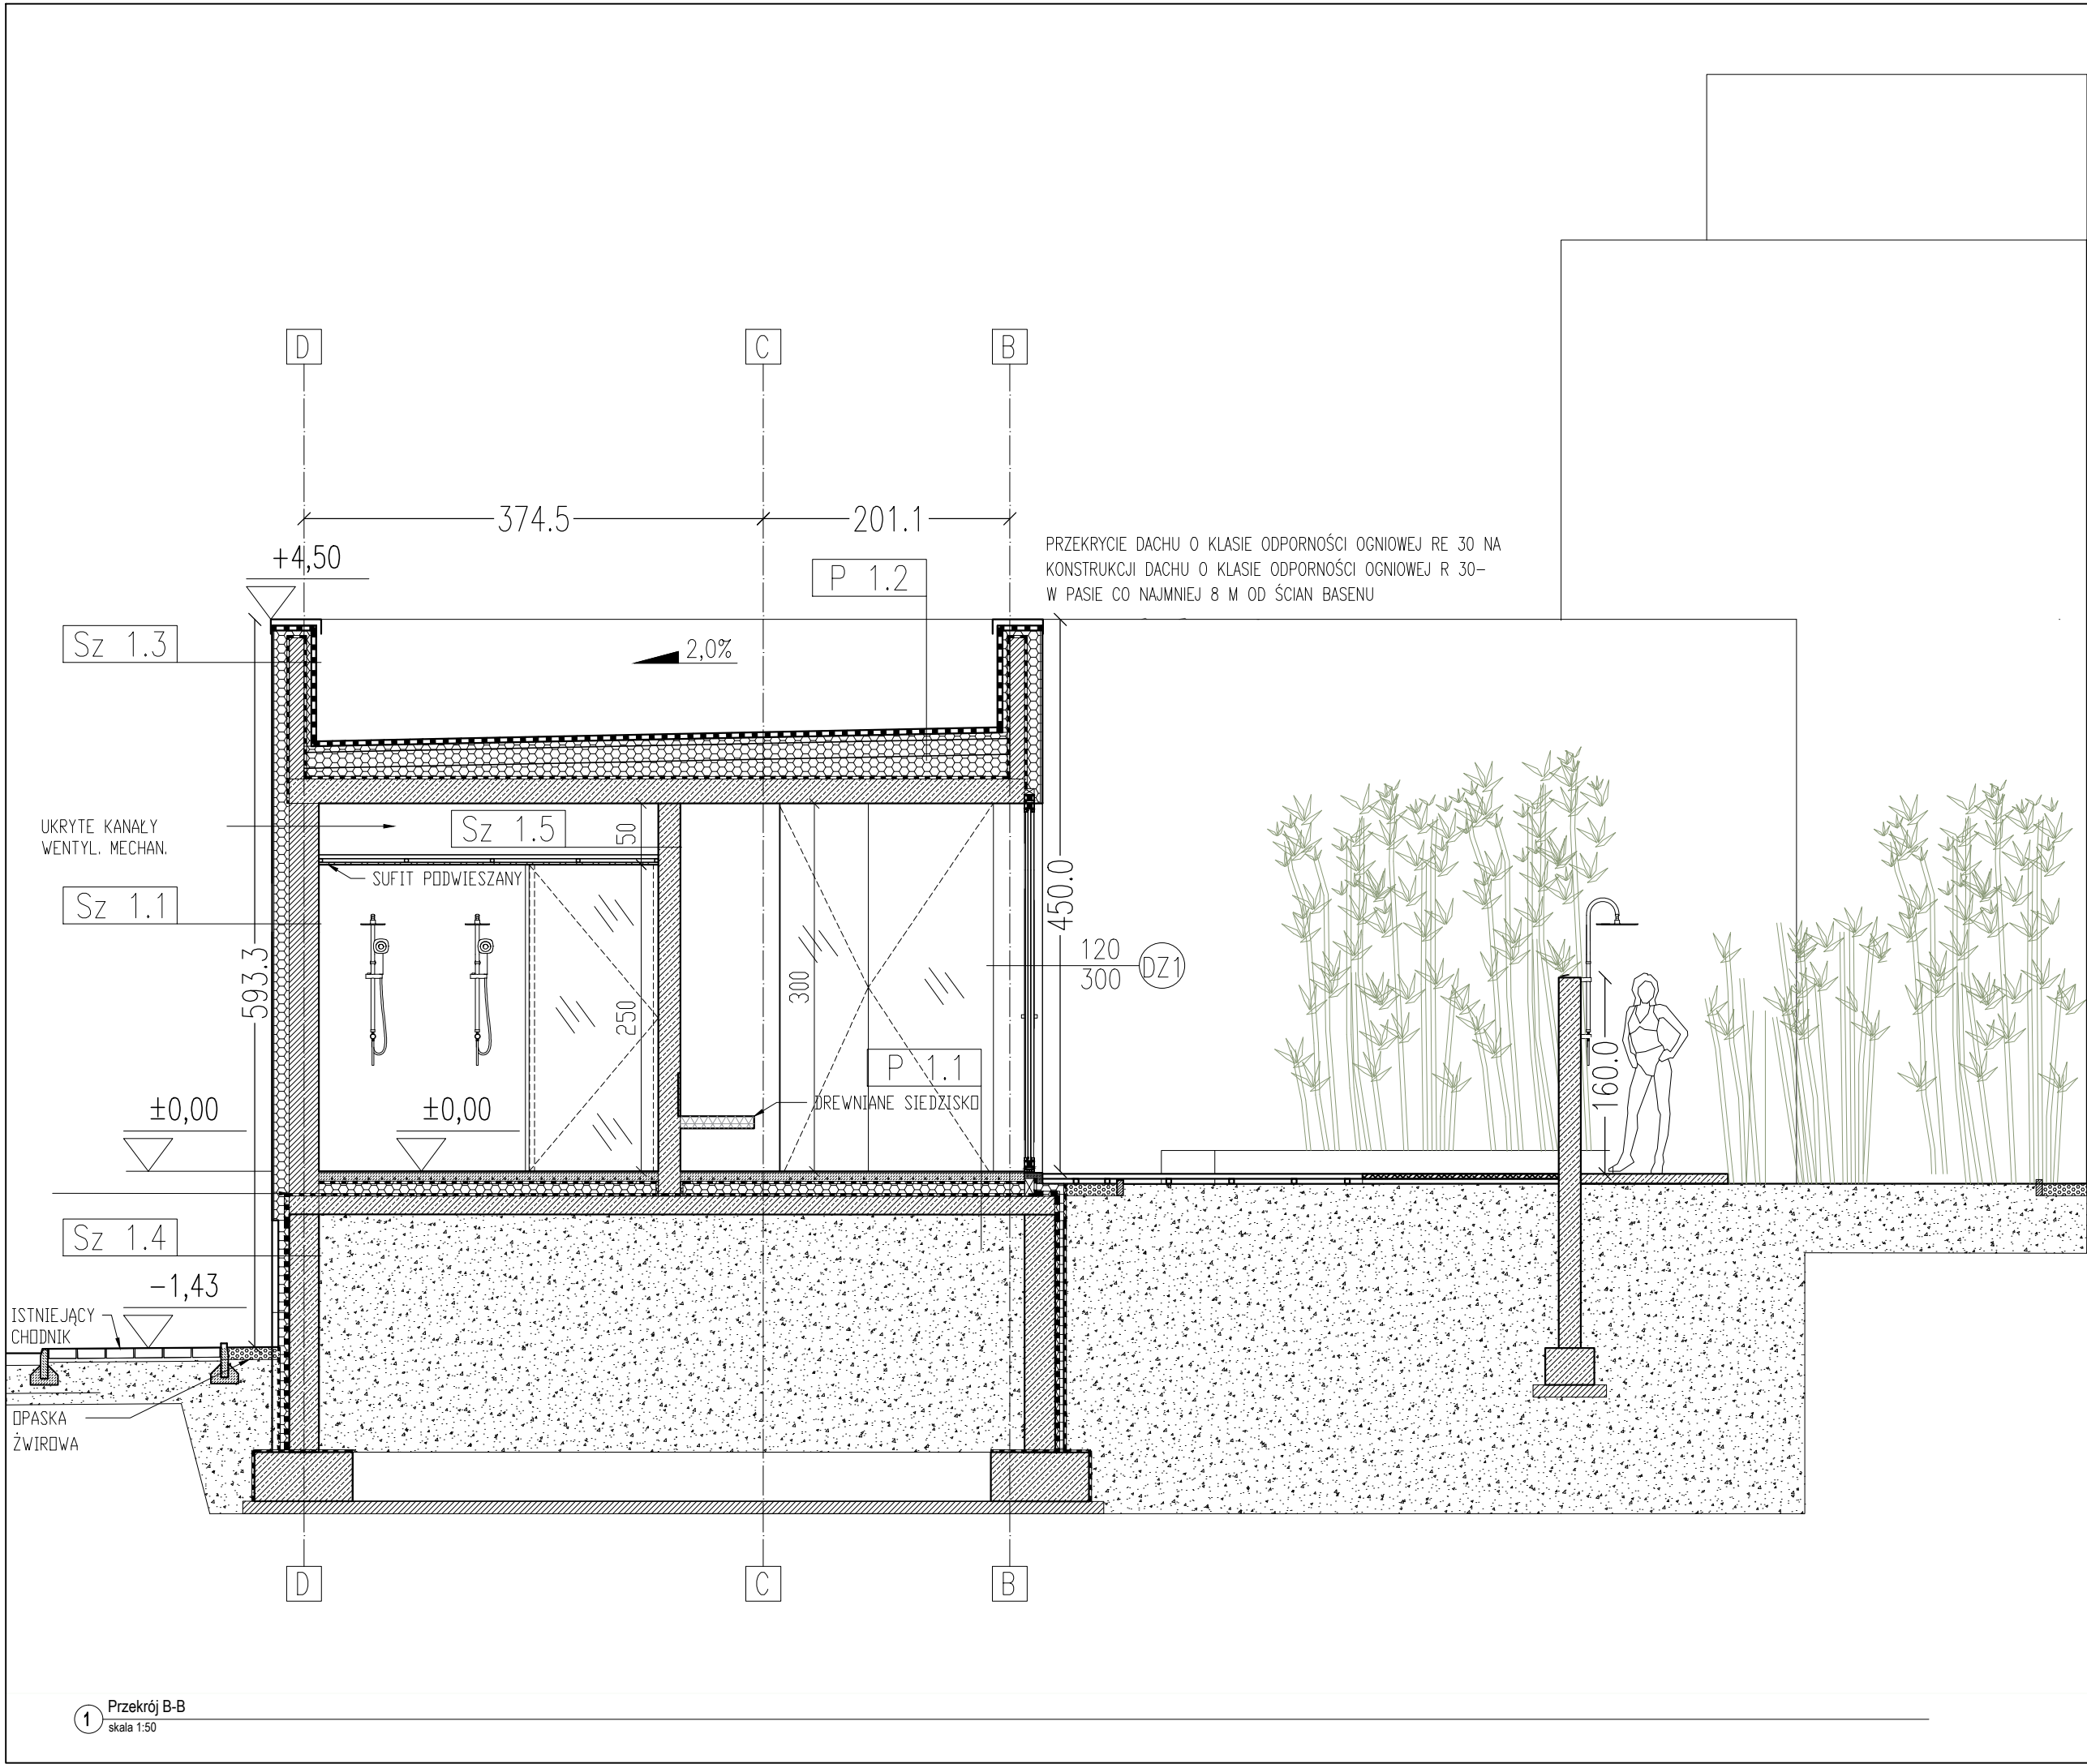 D
C
B
374.5
201.1
+4,50
P 1.2
PRZEKRYCIE DACHU O KLASIE ODPORNOŚCI OGNIOWEJ RE 30 NA
KONSTRUKCJI DACHU O KLASIE ODPORNOŚCI OGNIOWEJ R 30-
W PASIE CO NAJMNIEJ 8 M OD ŚCIAN BASENU
Sz 1.3
2,0%
UKRYTE KANAŁY
WENTYL. MECHAN.
Sz 1.5
50
SUFIT PODWIESZANY
Sz 1.1
593.3
250
300
450.0
120
300
DZ1
P 1.1
160.0
DREWNIANE SIEDZISKO
±0,00
±0,00
Sz 1.4
-1,43
ISTNIEJĄCY
CHODNIK
OPASKA
ŻWIROWA
D
C
B
1
Przekrój B-B
skala 1:50